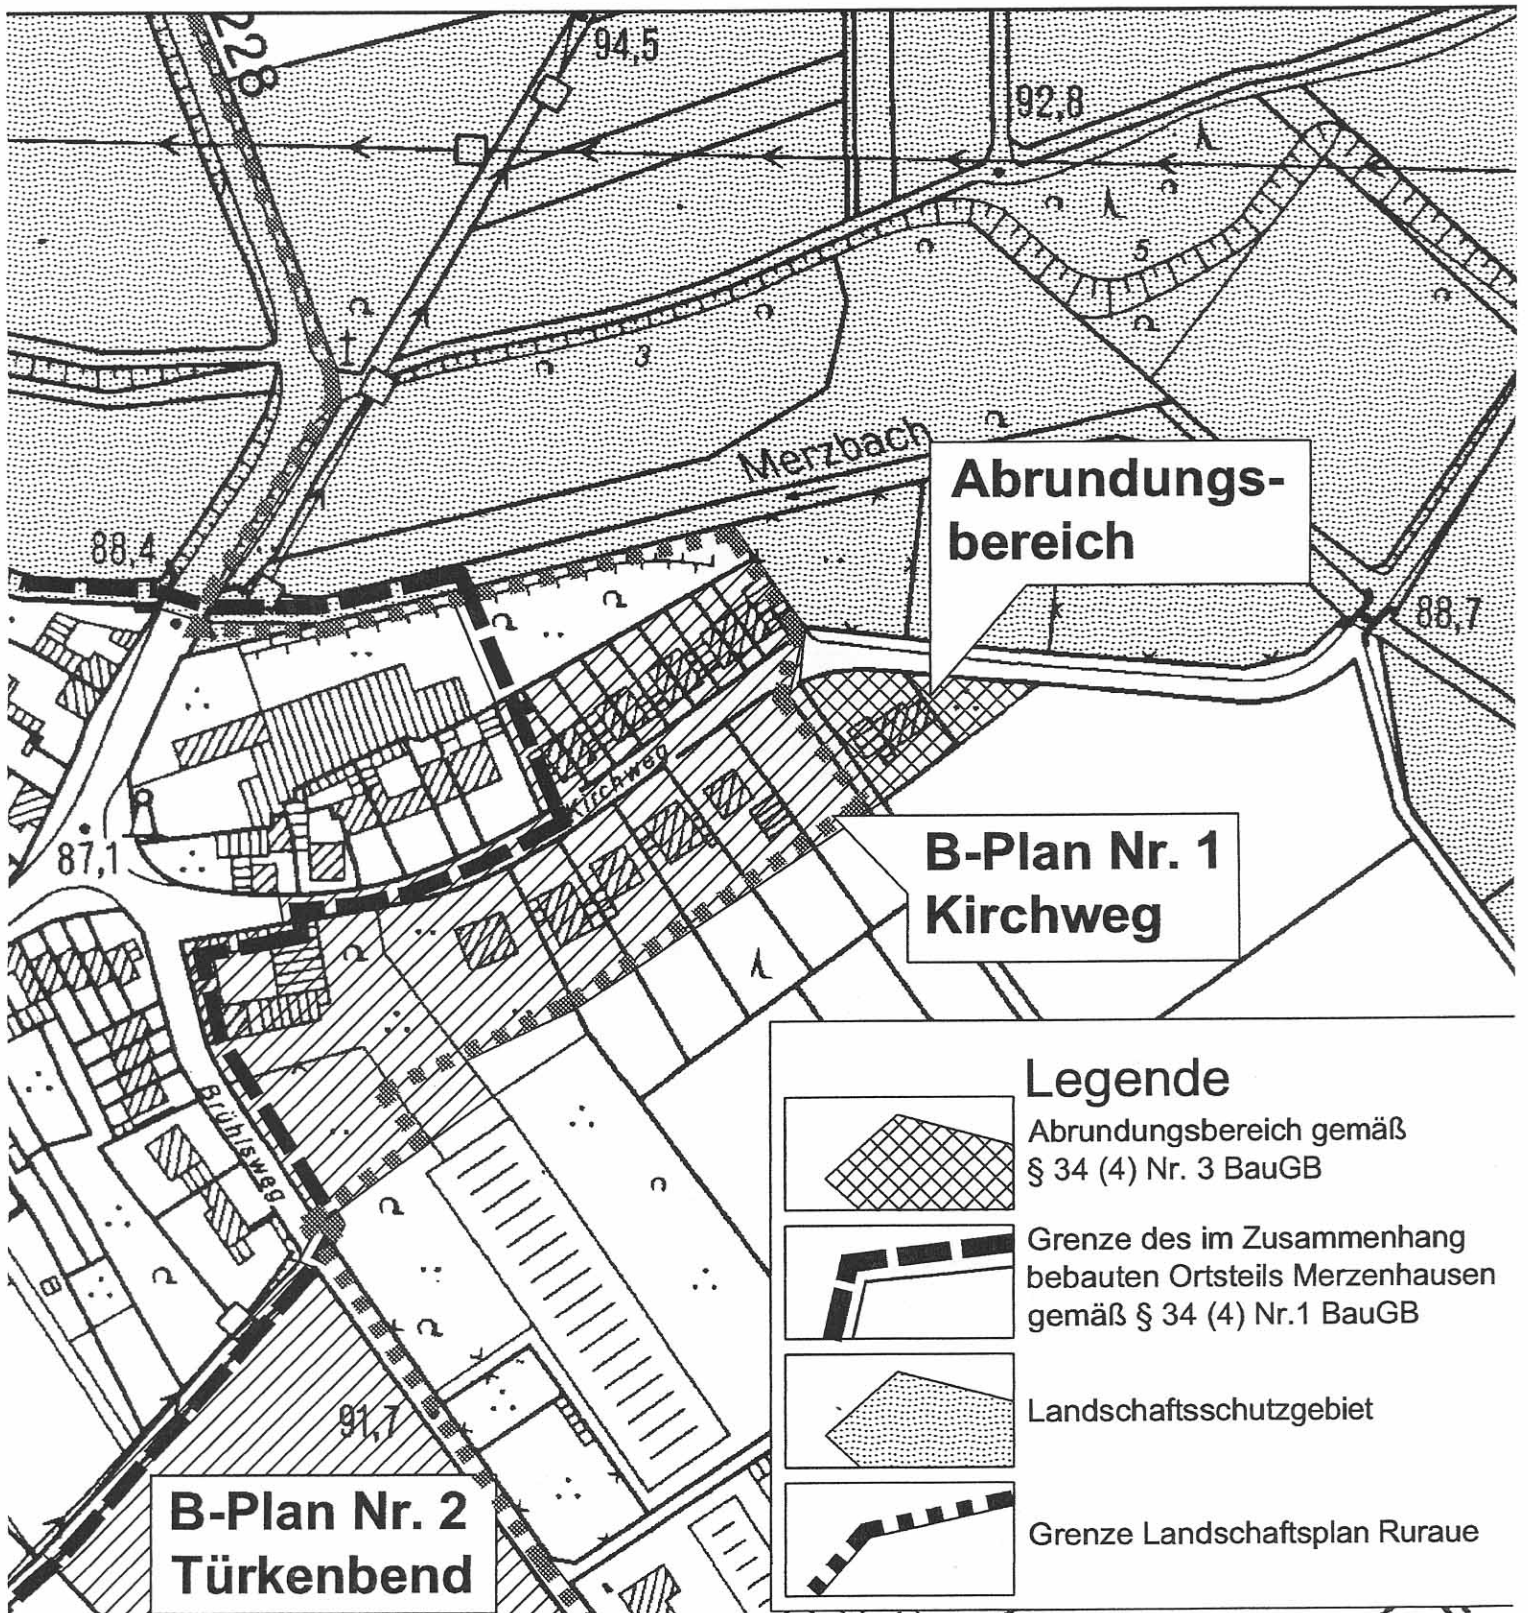 228
94,5
92,8
5
3
Merzbach
Abrundungs-
bereich
88,4
88,7
Kirchweg
87,1
B-Plan Nr. 1
Kirchweg
Brühlsweg
91,7
B-Plan Nr. 2
Türkenbend
Legende
Abrundungsbereich gemäß
§ 34 (4) Nr. 3 BauGB
Grenze des im Zusammenhang
bebauten Ortsteils Merzenhausen
gemäß § 34 (4) Nr.1 BauGB
Landschaftsschutzgebiet
Grenze Landschaftsplan Ruraue